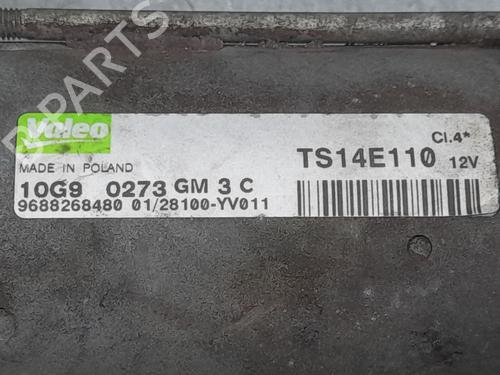 Valeo
MADE IN POLAND
10G9 0273 GM 3 C
9688268480 01/28100-YV011
Cl.4*
TS14E110 12V
B-PARTS